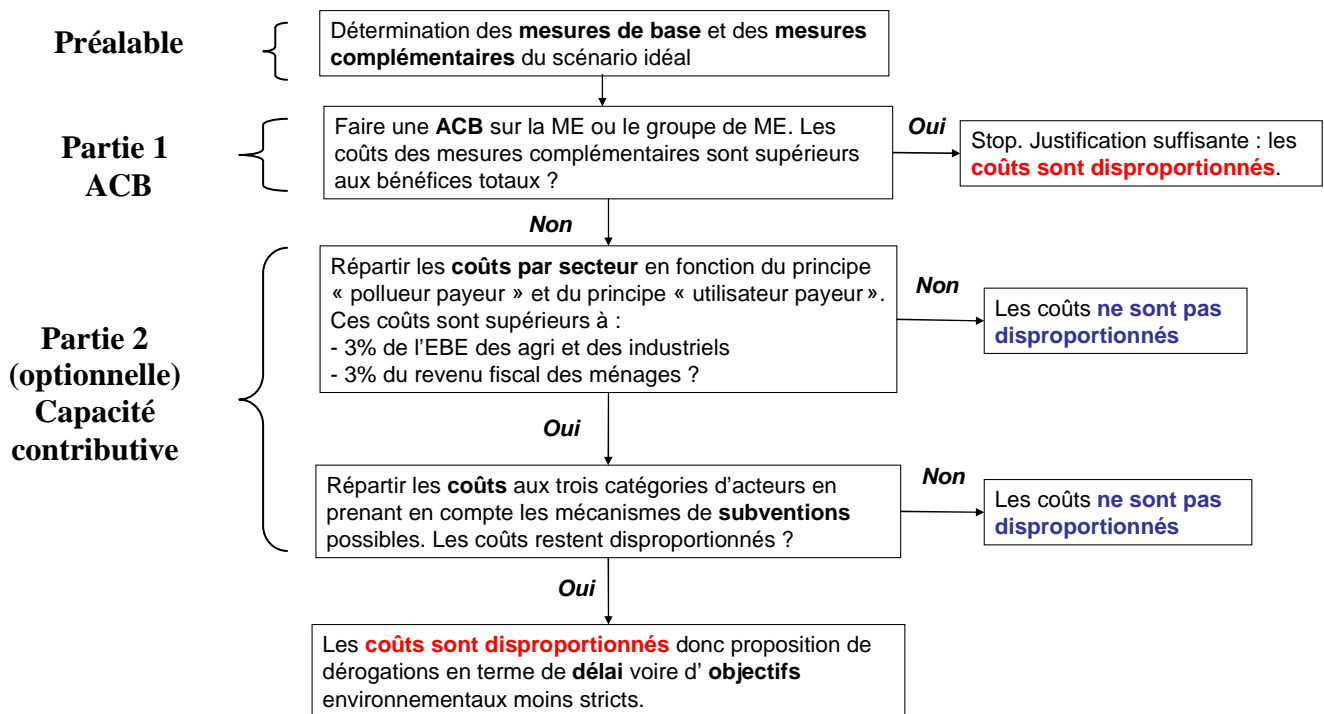 Préalable
Détermination des mesures de base et des mesures
complémentaires du scénario idéal
Partie 1
ACB
Faire une ACB sur la ME ou le groupe de ME. Les
coûts des mesures complémentaires sont supérieurs
aux bénéfices totaux ?
Oui
Stop. Justification suffisante : les
coûts sont disproportionnés.
Non
Partie 2
(optionnelle)
Capacité
contributive
Répartir les coûts par secteur en fonction du principe
« pollueur payeur » et du principe « utilisateur payeur ».
Ces coûts sont supérieurs à :
- 3% de l'EBE des agri et des industriels
- 3% du revenu fiscal des ménages ?
Non
Les coûts ne sont pas
disproportionnés
Oui
Répartir les coûts aux trois catégories d'acteurs en
prenant en compte les mécanismes de subventions
possibles. Les coûts restent disproportionnés ?
Non
Les coûts ne sont pas
disproportionnés
Oui
Les coûts sont disproportionnés donc proposition de
dérogations en terme de délai voire d' objectifs
environnementaux moins stricts.